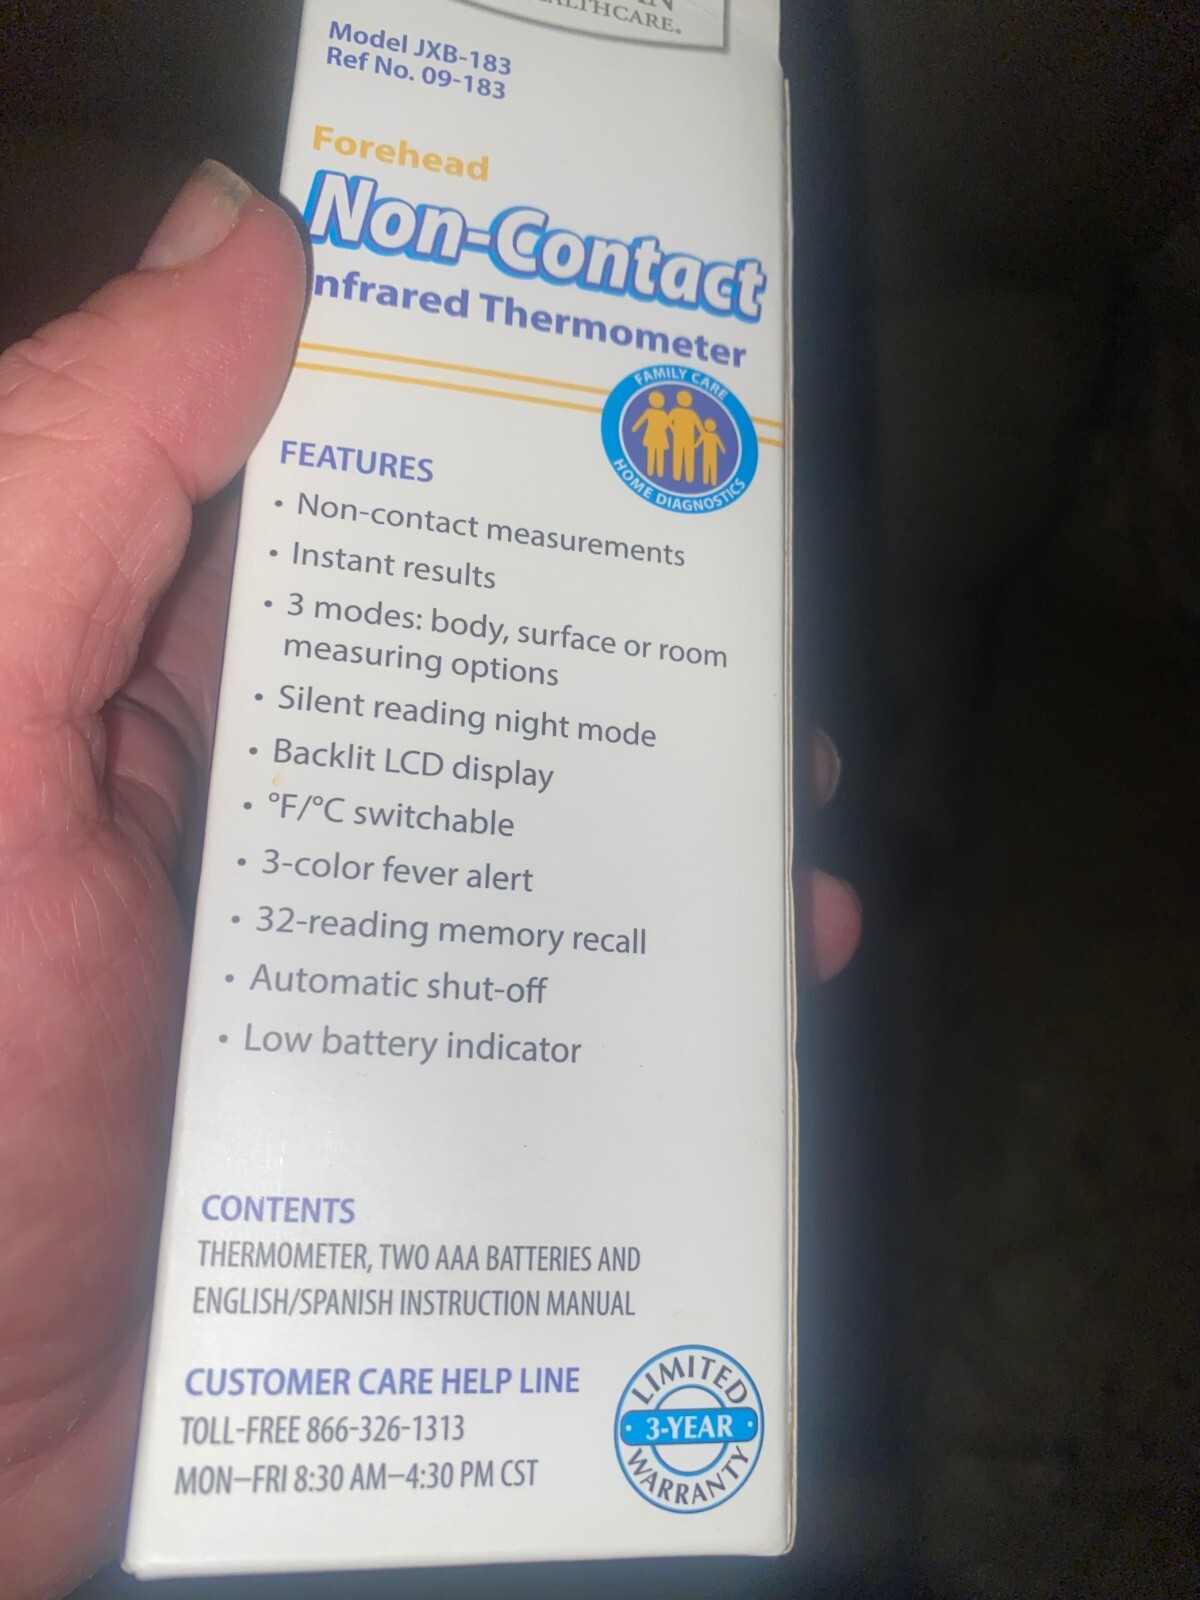 HEALTHCARE®
Model JXB-183
Ref No. 09-183
Forehead
Non-Contact
nfrared Thermometer
FAMILY CARE
HOME DIAGNOSTICS
FEATURES
• Non-contact measurements
• Instant results
• 3 modes: body, surface or room
measuring options
• Silent reading night mode
• Backlit LCD display
• °F/°C switchable
• 3-color fever alert
• 32-reading memory recall
• Automatic shut-off
• Low battery indicator
CONTENTS
THERMOMETER, TWO AAA BATTERIES AND
ENGLISH/SPANISH INSTRUCTION MANUAL
CUSTOMER CARE HELP LINE
TOLL-FREE 866-326-1313
MON–FRI 8:30 AM–4:30 PM CST
LIMITED
• 3-YEAR •
WARRANTY